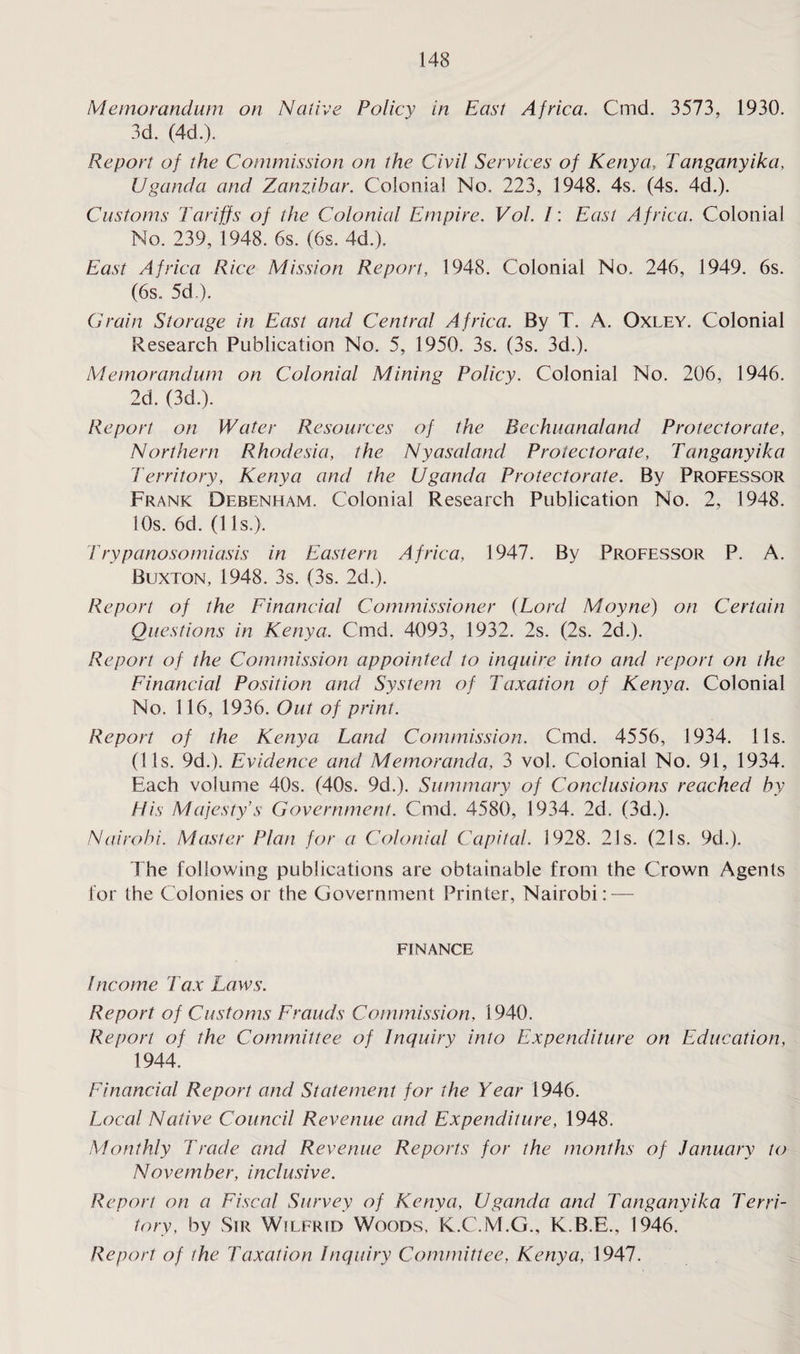 148
Memorandum on Native Policy in East Africa. Cmd. 3573, 1930.
3d. (4d.).
Report of the Commission on the Civil Services of Kenya, Tanganyika,
Uganda and Zanzibar. Colonial No. 223, 1948. 4s. (4s. 4d.).
Customs Tariffs of the Colonial Empire. Vol. I: East Africa. Colonial
No. 239, 1948. 6s. (6s. 4d.).
East Africa Rice Mission Report, 1948. Colonial No. 246, 1949. 6s.
(6s. 5d.).
Grain Storage in East and Central Africa. By T. A. OXLEY. Colonial
Research Publication No. 5, 1950. 3s. (3s. 3d.).
Memorandum on Colonial Mining Policy. Colonial No. 206, 1946.
2d. (3d.).
Report on Water Resources of the Bechuanaland Protectorate,
Northern Rhodesia, the Nyasaland Protectorate, Tanganyika
Territory, Kenya and the Uganda Protectorate. By PROFESSOR
FRANK DEBENHAM. Colonial Research Publication No. 2, 1948.
10s. 6d. (11s.).
Trypanosomiasis in Eastern Africa, 1947. By PROFESSOR P. A.
BUXTON, 1948. 3s. (3s. 2d.).
Report of the Financial Commissioner (Lord Moyne) on Certain
Questions in Kenya. Cmd. 4093, 1932. 2s. (2s. 2d.).
Report of the Commission appointed to inquire into and report on the
Financial Position and System of Taxation of Kenya. Colonial
No. 116, 1936. Out of print.
Report of the Kenya Land Commission. Cmd. 4556, 1934. 11s.
(11s. 9d.). Evidence and Memoranda, 3 vol. Colonial No. 91, 1934.
Each volume 40s. (40s. 9d.). Summary of Conclusions reached by
His Majesty's Government. Cmd. 4580, 1934. 2d. (3d.).
Nairobi. Master Plan for a Colonial Capital. 1928. 21s. (21s. 9d.).
The following publications are obtainable from the Crown Agents
for the Colonies or the Government Printer, Nairobi: —
FINANCE
Income Tax Laws.
Report of Customs Frauds Commission, 1940.
Report of the Committee of Inquiry into Expenditure on Education,
1944.
Financial Report and Statement for the Year 1946.
Local Native Council Revenue and Expenditure, 1948.
Monthly Trade and Revenue Reports for the months of January to
November, inclusive.
Report on a Fiscal Survey of Kenya, Uganda and Tanganyika Terri-
tory, by SIR WILFRID WOODS, K.C.M.G., K.B.E., 1946.
Report of the Taxation Inquiry Committee, Kenya, 1947.